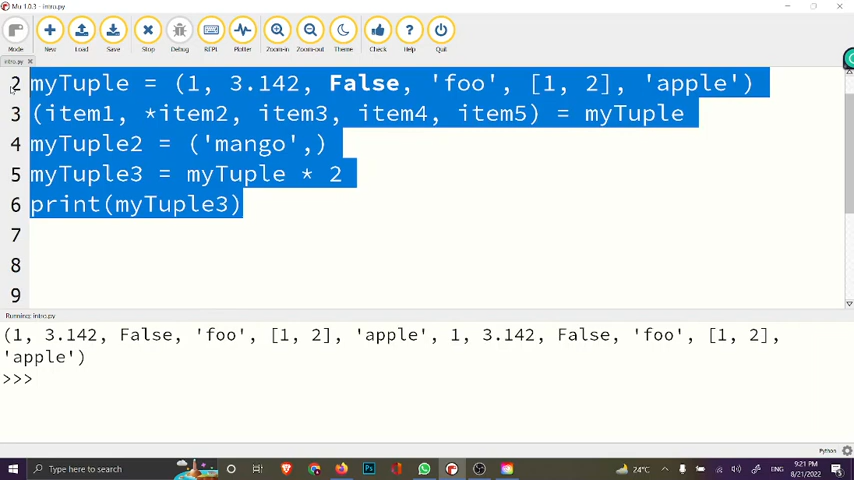 Mu 1.0.3 - intro.py
Mode New Load Save Stop Debug REPL Plotter Zoom-in Zoom-out Theme Check Help Quit
intro.py
2 myTuple = (1, 3.142, False, 'foo', [1, 2], 'apple')
3 (item1, *item2, item3, item4, item5) = myTuple
4 myTuple2 = ('mango',)
5 myTuple3 = myTuple * 2
6 print(myTuple3)
7
8
9
Running: intro.py
(1, 3.142, False, 'foo', [1, 2], 'apple', 1, 3.142, False, 'foo', [1, 2],
'apple')
>>>
Python
Type here to search
24°C
ENG
9:21 PM
8/21/2022